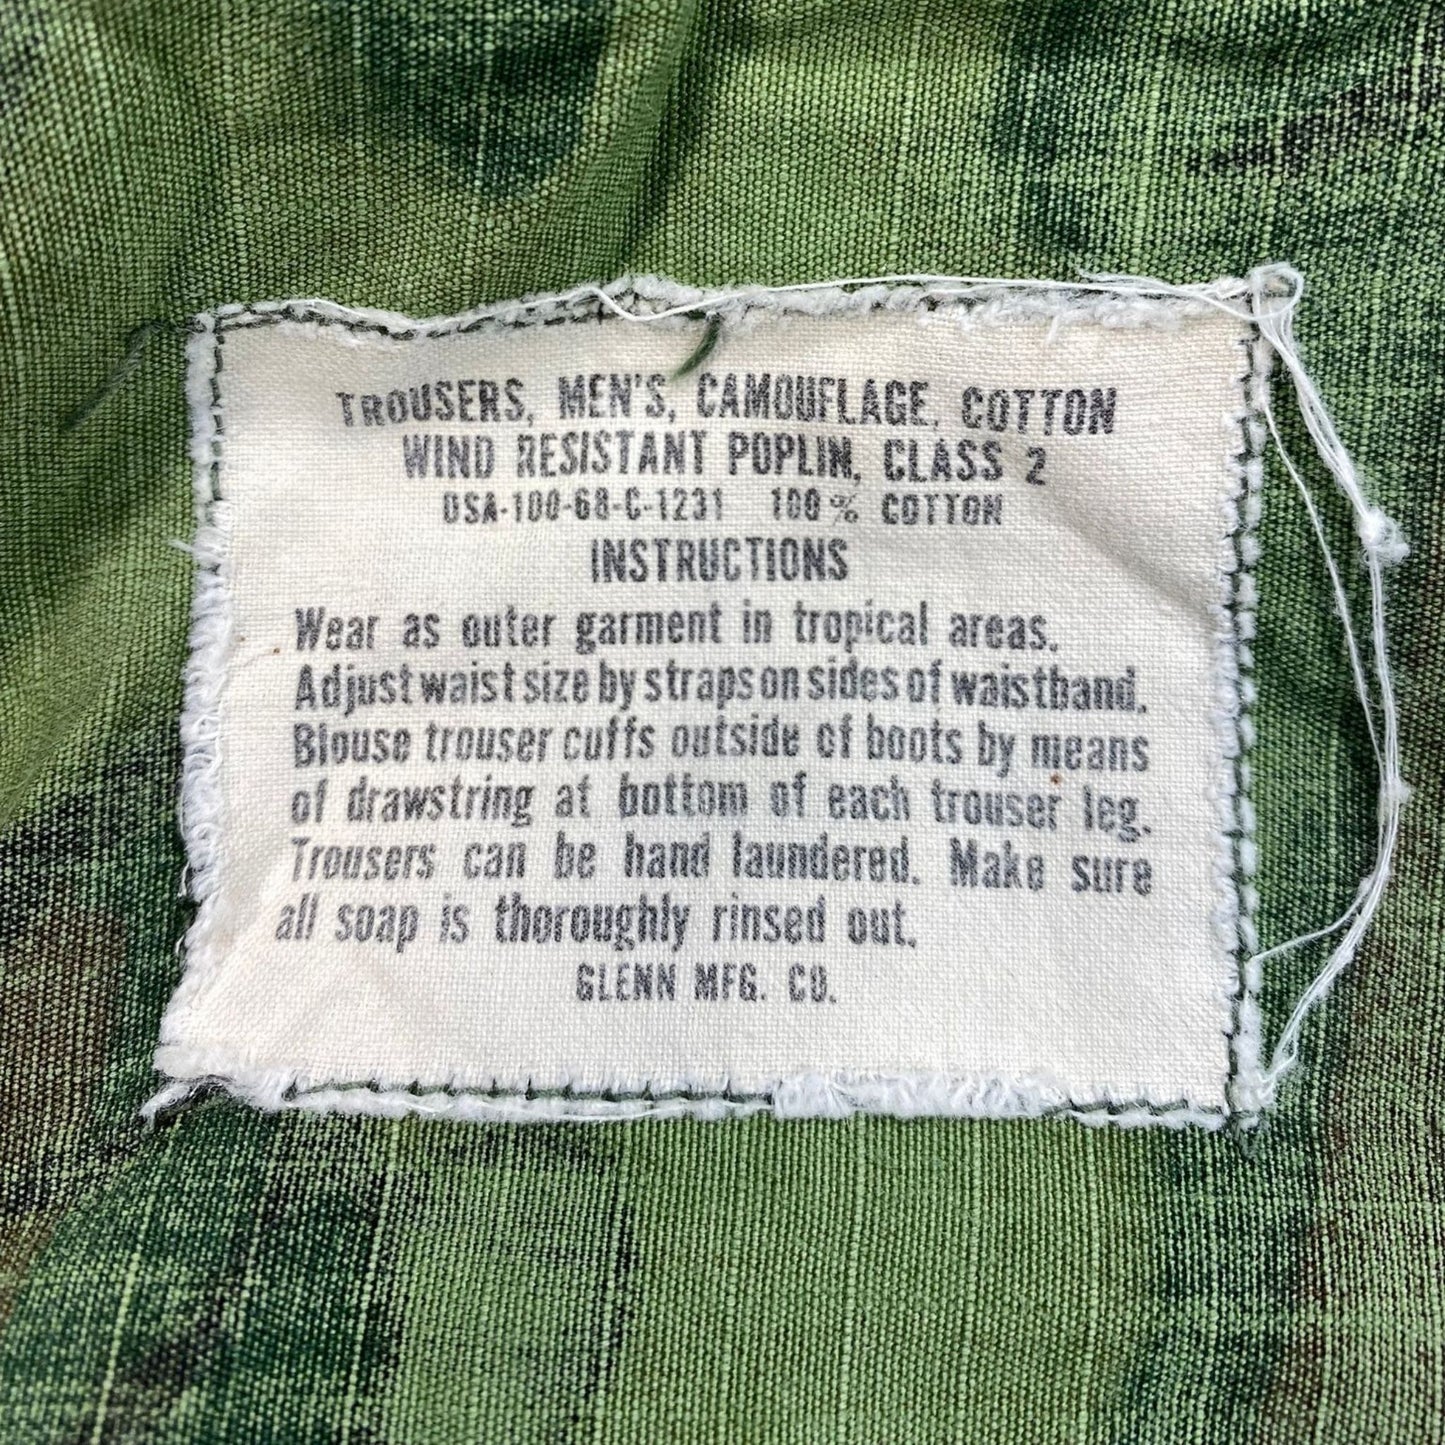 TROUSERS, MEN'S, CAMOUFLAGE, COTTON
WIND RESISTANT POPLIN, CLASS 2
DSA-100-68-C-1231 100% COTTON
INSTRUCTIONS
Wear as outer garment in tropical areas.
Adjust waist size by straps on sides of waistband.
Blouse trouser cuffs outside of boots by means
of drawstring at bottom of each trouser leg.
Trousers can be hand laundered. Make sure
all soap is thoroughly rinsed out.
GLENN MFG. CO.